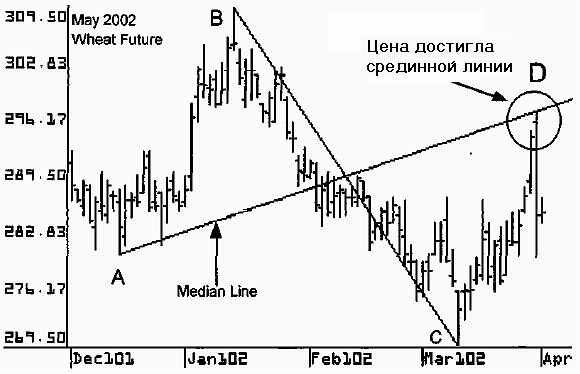 309.50
May 2002
Wheat Future
B
302.83
Цена достигла
срединной линии
D
296.17
289.50
282.83
A
Median Line
276.17
269.50
C
Dec101
Jan102
Feb102
Mar102
Apr